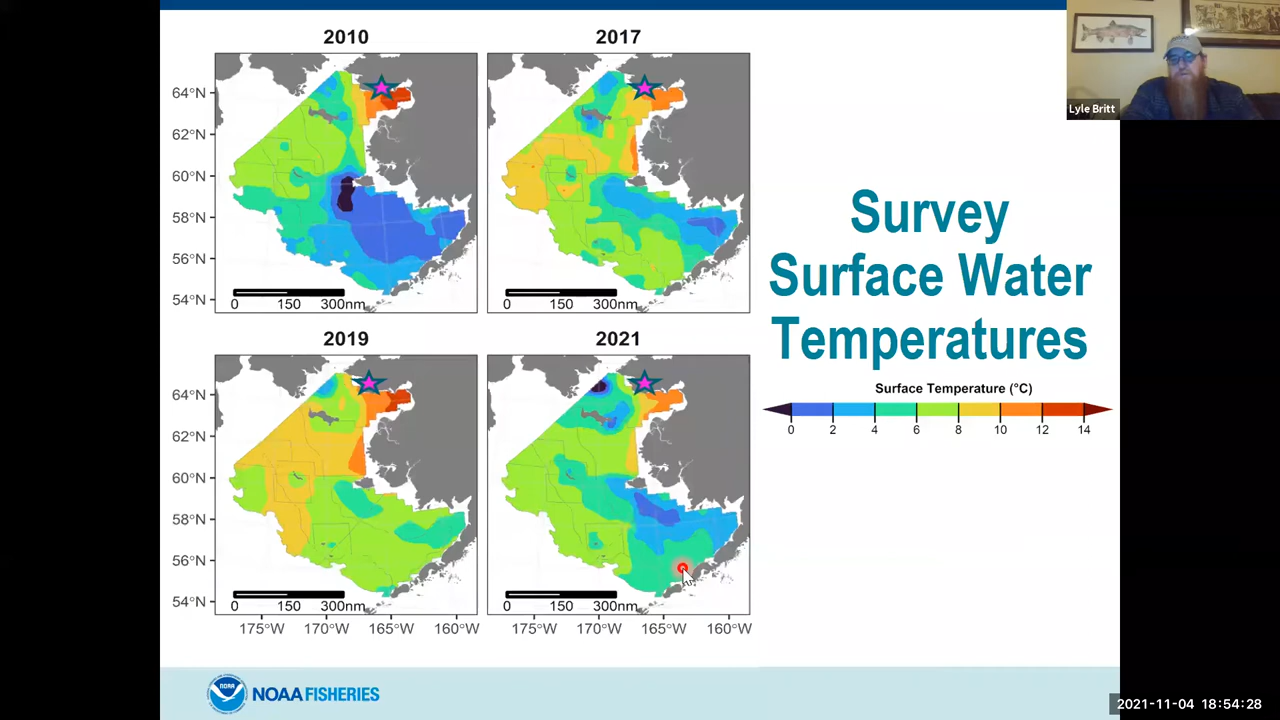 2010
2017
64°N
62°N
60°N
58°N
56°N
54°N
0 150 300nm
0 150 300nm
2019
2021
64°N
62°N
60°N
58°N
56°N
54°N
0 150 300nm
0 150 300nm
175°W 170°W 165°W 160°W
175°W 170°W 165°W 160°W
Survey
Surface Water
Temperatures
Surface Temperature (°C)
0 2 4 6 8 10 12 14
Lyle Britt
NOAA
NOAA FISHERIES
2021-11-04 18:54:28